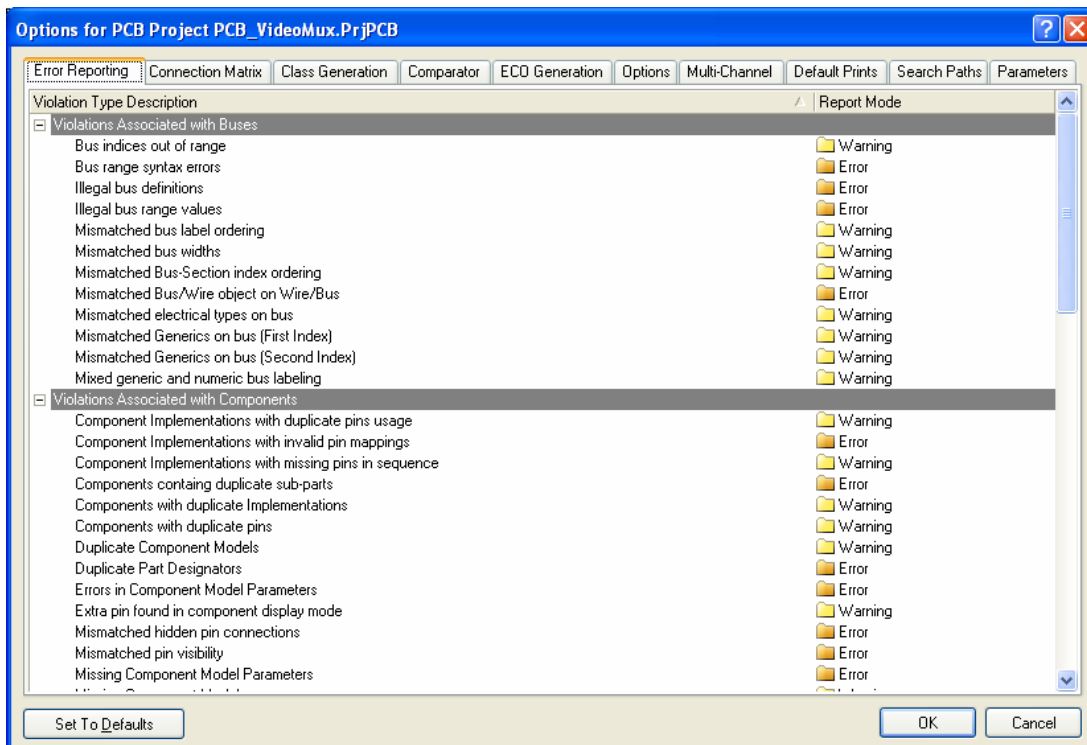 Options for PCB Project PCB_VideoMux.PrjPCB
Error Reporting Connection Matrix Class Generation Comparator ECO Generation Options Multi-Channel Default Prints Search Paths Parameters
Violation Type Description Report Mode
Violations Associated with Buses
Bus indices out of range Warning
Bus range syntax errors Error
Illegal bus definitions Error
Illegal bus range values Error
Mismatched bus label ordering Warning
Mismatched bus widths Warning
Mismatched Bus-Section index ordering Warning
Mismatched Bus/Wire object on Wire/Bus Error
Mismatched electrical types on bus Warning
Mismatched Generics on bus (First Index) Warning
Mismatched Generics on bus (Second Index) Warning
Mixed generic and numeric bus labeling Warning
Violations Associated with Components
Component Implementations with duplicate pins usage Warning
Component Implementations with invalid pin mappings Error
Component Implementations with missing pins in sequence Warning
Components containg duplicate sub-parts Error
Components with duplicate Implementations Warning
Components with duplicate pins Warning
Duplicate Component Models Warning
Duplicate Part Designators Error
Errors in Component Model Parameters Error
Extra pin found in component display mode Warning
Mismatched hidden pin connections Error
Mismatched pin visibility Error
Missing Component Model Parameters Error
Set To Defaults OK Cancel